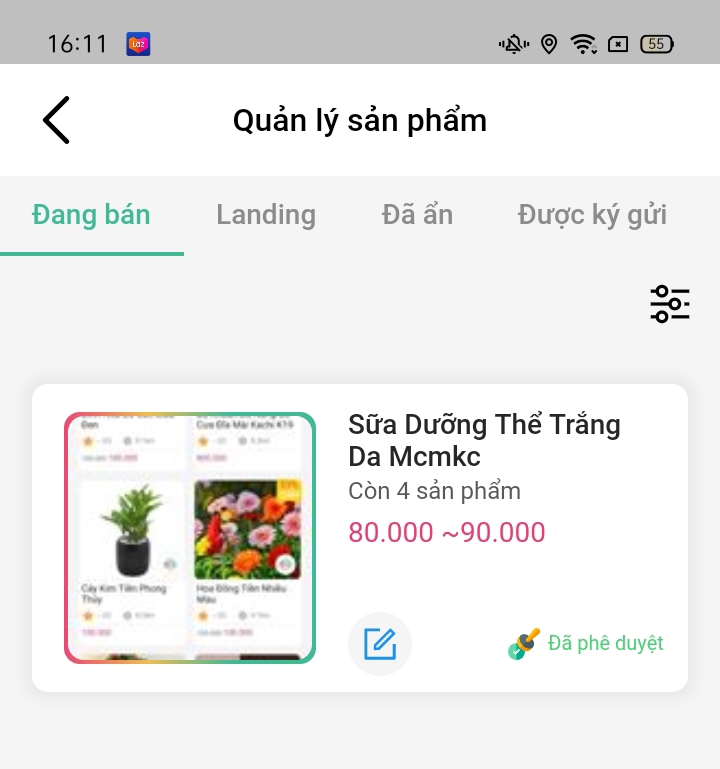 16:11
Laz
55
Quản lý sản phẩm
Đang bán
Landing
Đã ẩn
Được ký gửi
Sữa Dưỡng Thể Trắng
Da Mcmkc
Còn 4 sản phẩm
80.000 ~90.000
Đã phê duyệt
Đen
Cưa Đĩa Mài Kachi K19
Cây Kim Tiền Phong
Thủy
Hoa Đồng Tiền Nhiều
Màu